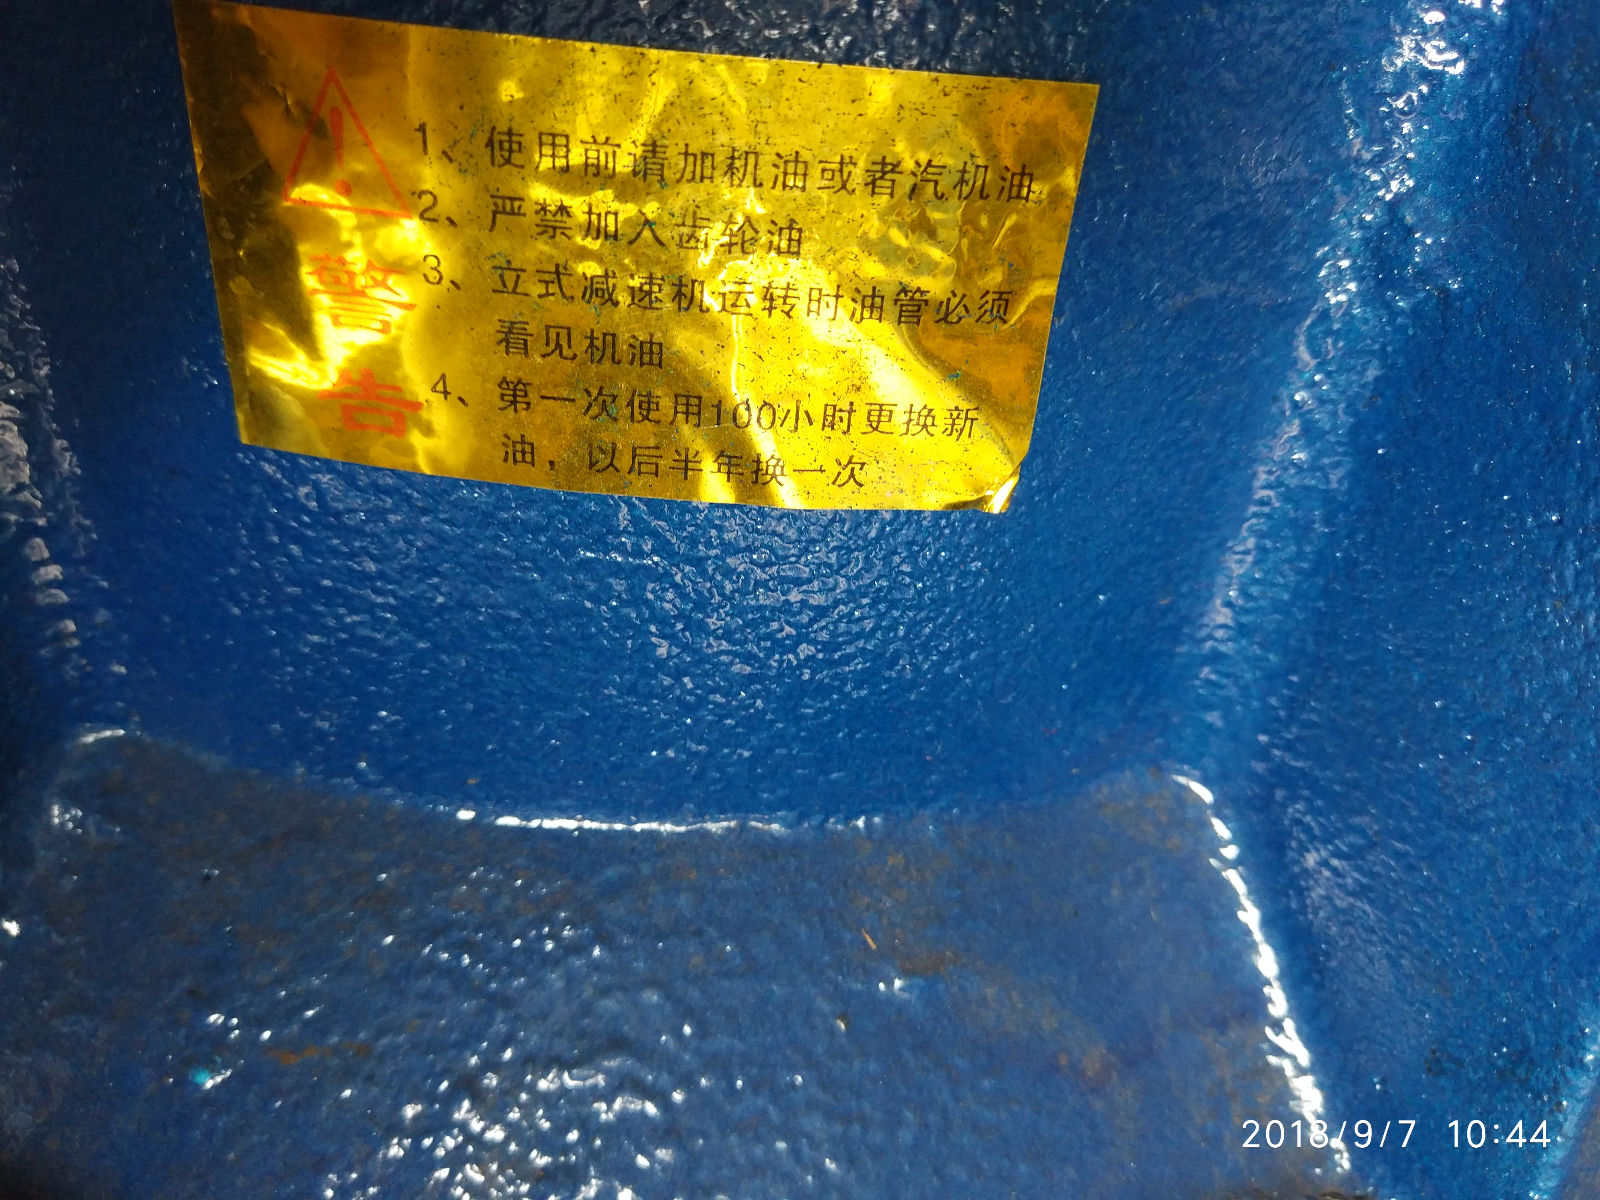 警告
1、使用前请加机油或者汽机油
2、严禁加入齿轮油
3、立式减速机运转时油管必须
看见机油
4、第一次使用100小时更换新
油，以后半年换一次
2018/9/7 10:44